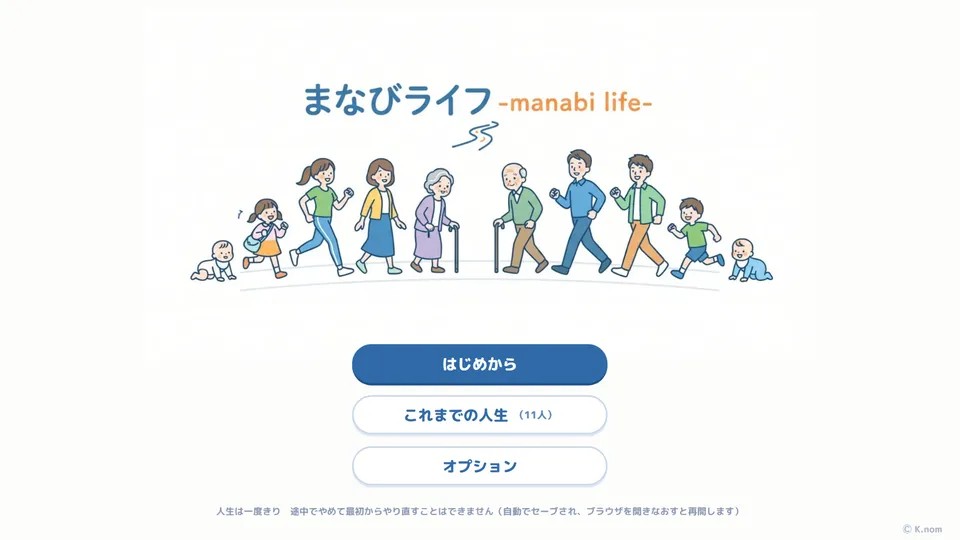 まなびライフ -manabi life-
はじめから
これまでの人生 (11人)
オプション
人生は一度きり 途中でやめて最初からやり直すことはできません(自動でセーブされ、ブラウザを開きなおすと再開します)
© K.nom